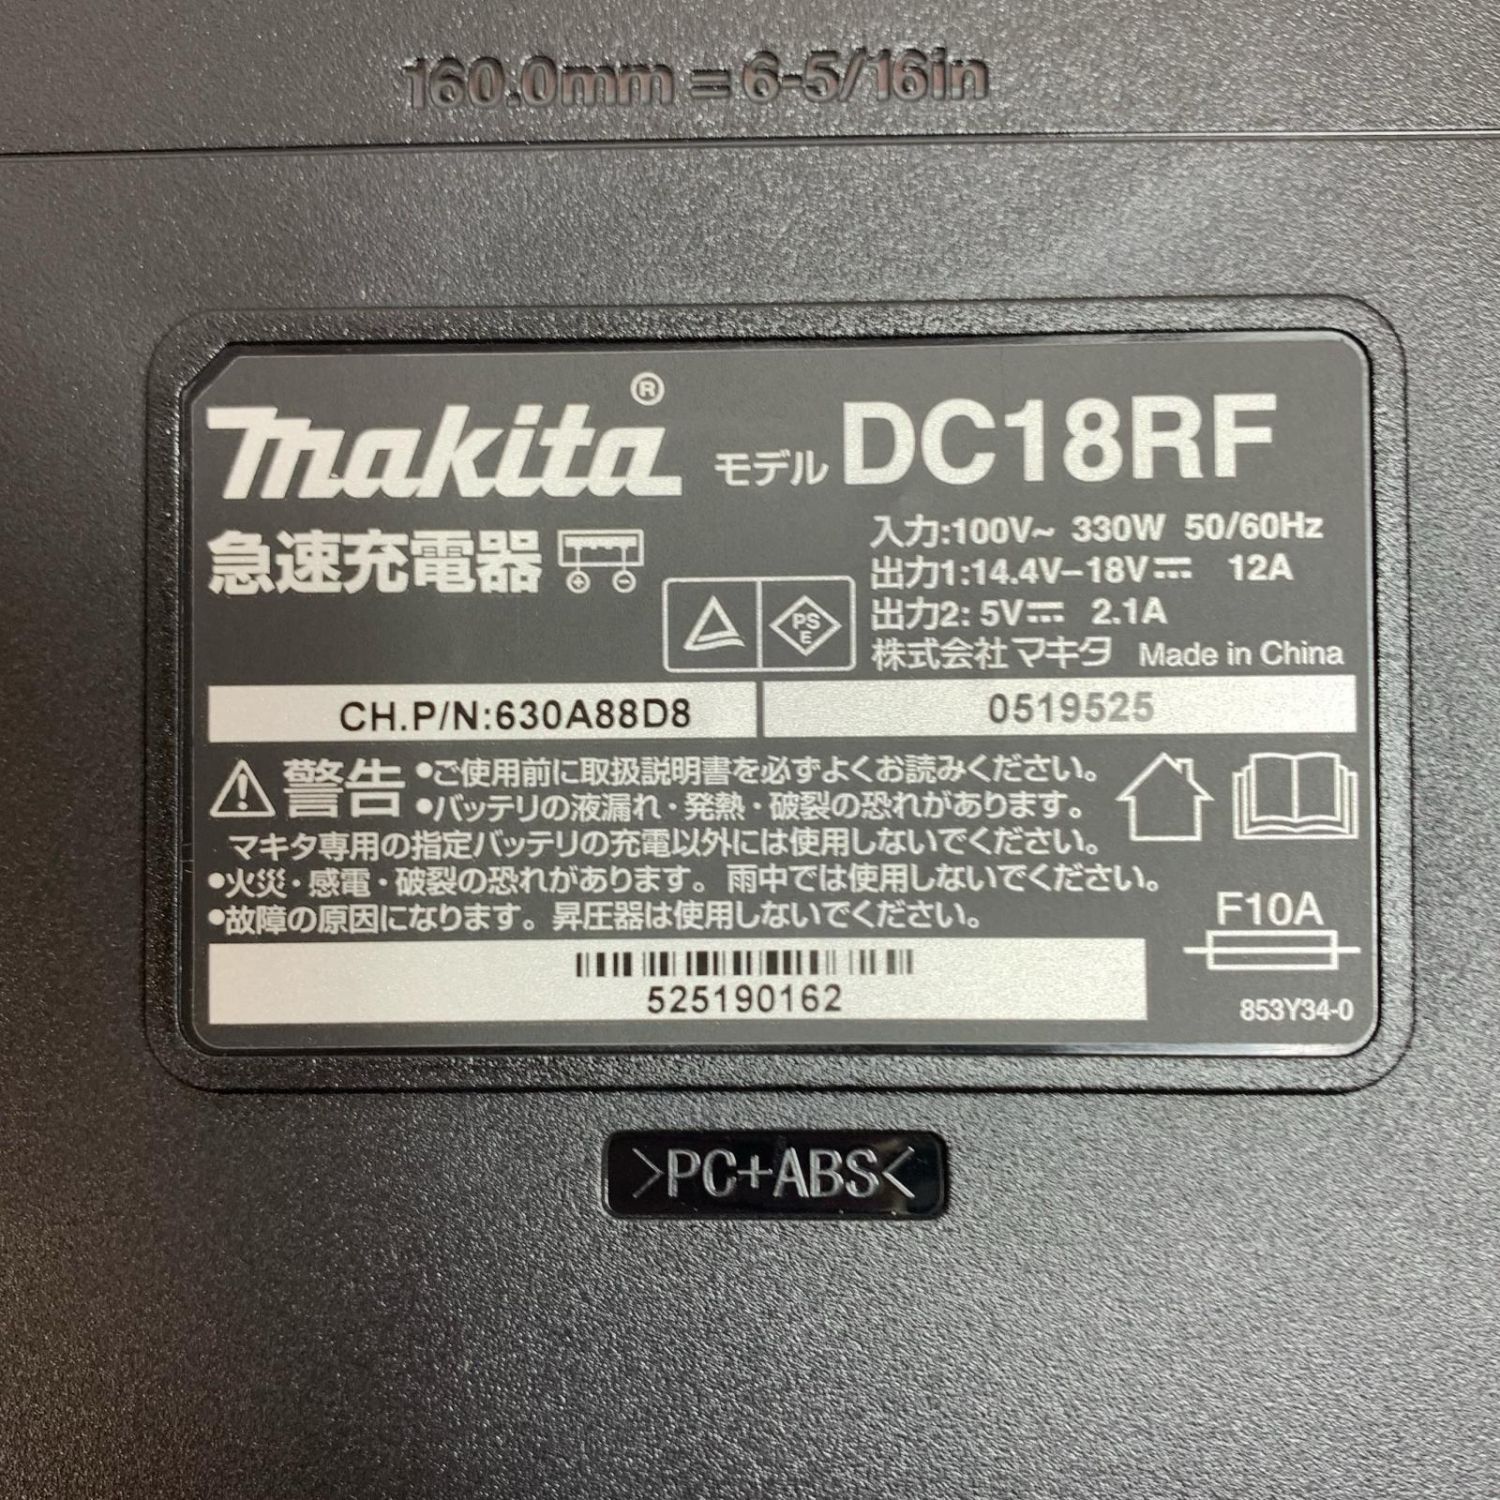 160.0mm = 6-5/16in
makita® モデル DC18RF
急速充電器
入力:100V~ 330W 50/60Hz
出力1:14.4V–18V⎓ 12A
出力2: 5V⎓ 2.1A
PS
E
株式会社マキタ Made in China
CH.P/N:630A88D8
0519525
警告
•ご使用前に取扱説明書を必ずよくお読みください。
•バッテリの液漏れ・発熱・破裂の恐れがあります。
マキタ専用の指定バッテリの充電以外には使用しないでください。
•火災・感電・破裂の恐れがあります。雨中では使用しないでください。
•故障の原因になります。昇圧器は使用しないでください。
F10A
525190162
853Y34-0
>PC+ABS<